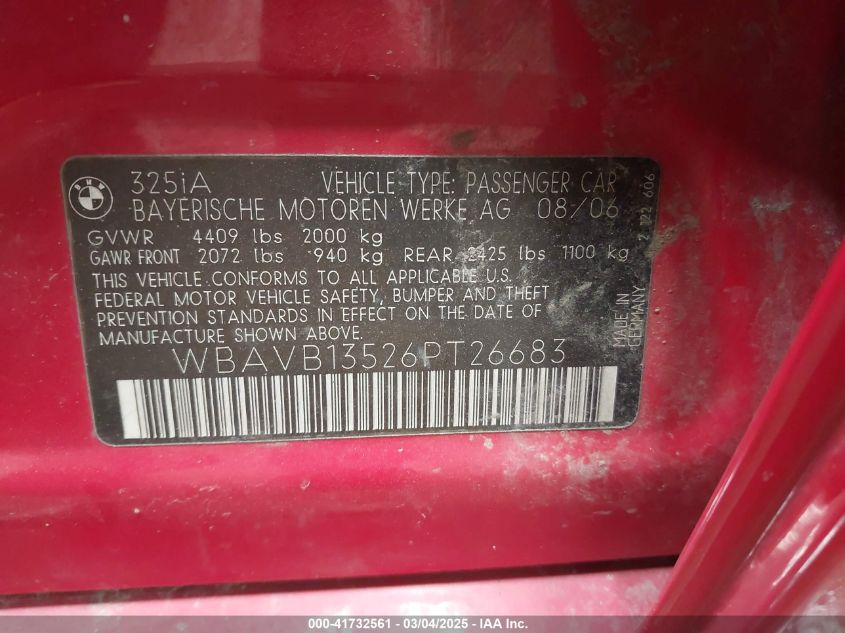 BMW
325iA VEHICLE TYPE: PASSENGER CAR
BAYERISCHE MOTOREN WERKE AG 08/06
GVWR 4409 lbs 2000 kg
GAWR FRONT 2072 lbs 940 kg REAR 2425 lbs 1100 kg
THIS VEHICLE CONFORMS TO ALL APPLICABLE U.S.
FEDERAL MOTOR VEHICLE SAFETY, BUMPER AND THEFT
PREVENTION STANDARDS IN EFFECT ON THE DATE OF
MANUFACTURE SHOWN ABOVE.
WBAVB13526PT26683
MADE IN
GERMANY
606
000-41732561 - 03/04/2025 - IAA Inc.